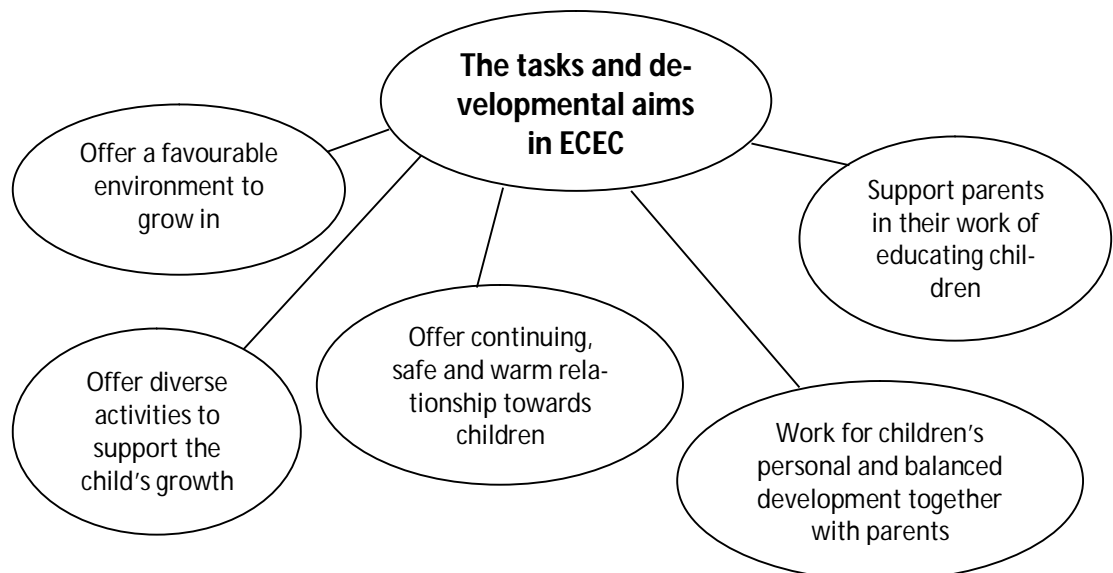 The tasks and de-
velopmental aims
in ECEC
Offer a favourable
environment to
grow in
Support parents
in their work of
educating chil-
dren
Offer diverse
activities to
support the
child's growth
Offer continuing,
safe and warm rela-
tionship towards
children
Work for children's
personal and balanced
development together
with parents